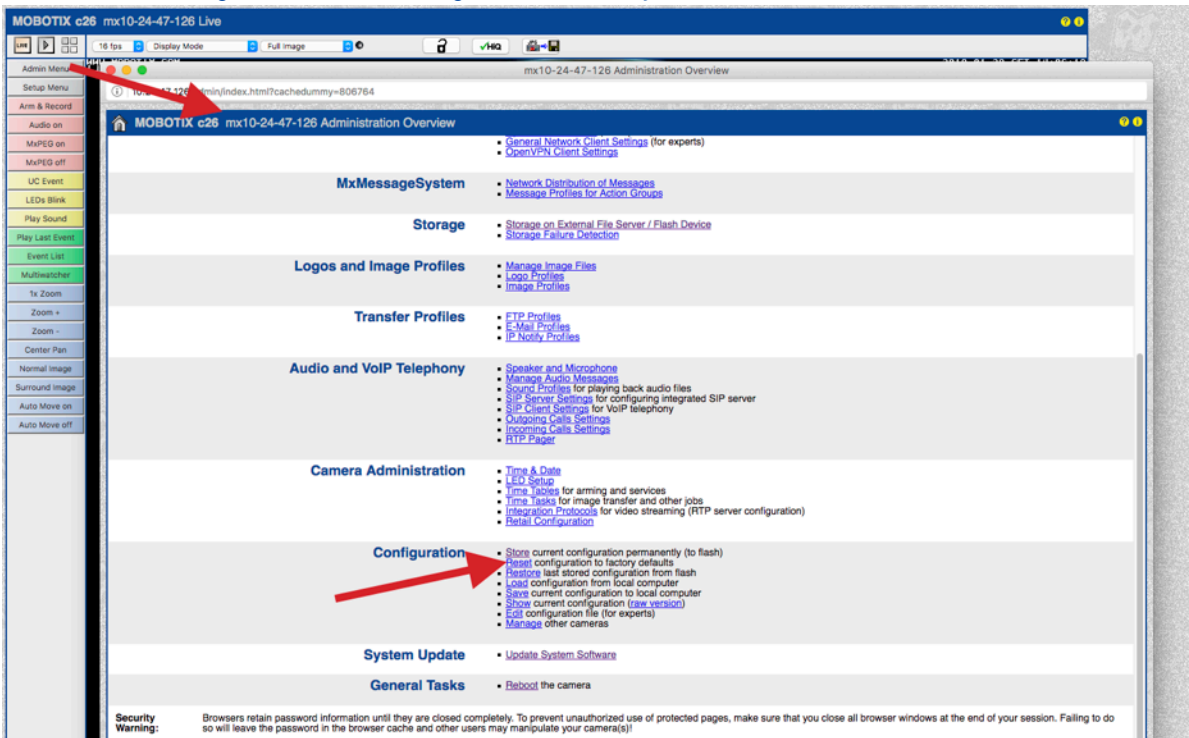 MOBOTIX c26 mx10-24-47-126 Live
16 fps Display Mode Full Image HiQ
Admin Menu
Setup Menu
Arm & Record
Audio on
MxPEG on
MxPEG off
UC Event
LEDs Blink
Play Sound
Play Last Event
Event List
Multiwatcher
1x Zoom
Zoom +
Zoom -
Center Pan
Normal Image
Surround Image
Auto Move on
Auto Move off
mx10-24-47-126 Administration Overview
admin/index.html?cachedummy=806764
MOBOTIX c26 mx10-24-47-126 Administration Overview
General Network Client Settings (for experts)
OpenVPN Client Settings
MxMessageSystem
Network Distribution of Messages
Message Profiles for Action Groups
Storage
Storage on External File Server / Flash Device
Storage Failure Detection
Logos and Image Profiles
Manage Image Files
Logo Profiles
Image Profiles
Transfer Profiles
FTP Profiles
E-Mail Profiles
IP Notify Profiles
Audio and VoIP Telephony
Speaker and Microphone
Manage Audio Messages
Sound Profiles for playing back audio files
SIP Server Settings for configuring integrated SIP server
SIP Client Settings for VoIP telephony
Outgoing Calls Settings
Incoming Calls Settings
RTP Pager
Camera Administration
Time & Date
LED Setup
Time Tables for arming and services
Time Tasks for image transfer and other jobs
Integration Protocols for video streaming (RTP server configuration)
Retail Configuration
Configuration
Store current configuration permanently (to flash)
Reset configuration to factory defaults
Restore last stored configuration from flash
Load configuration from local computer
Save current configuration to local computer
Show current configuration (raw version)
Edit configuration file (for experts)
Manage other cameras
System Update
Update System Software
General Tasks
Reboot the camera
Security Warning:
Browsers retain password information until they are closed completely. To prevent unauthorized use of protected pages, make sure that you close all browser windows at the end of your session. Failing to do
so will leave the password in the browser cache and other users may manipulate your camera(s)!